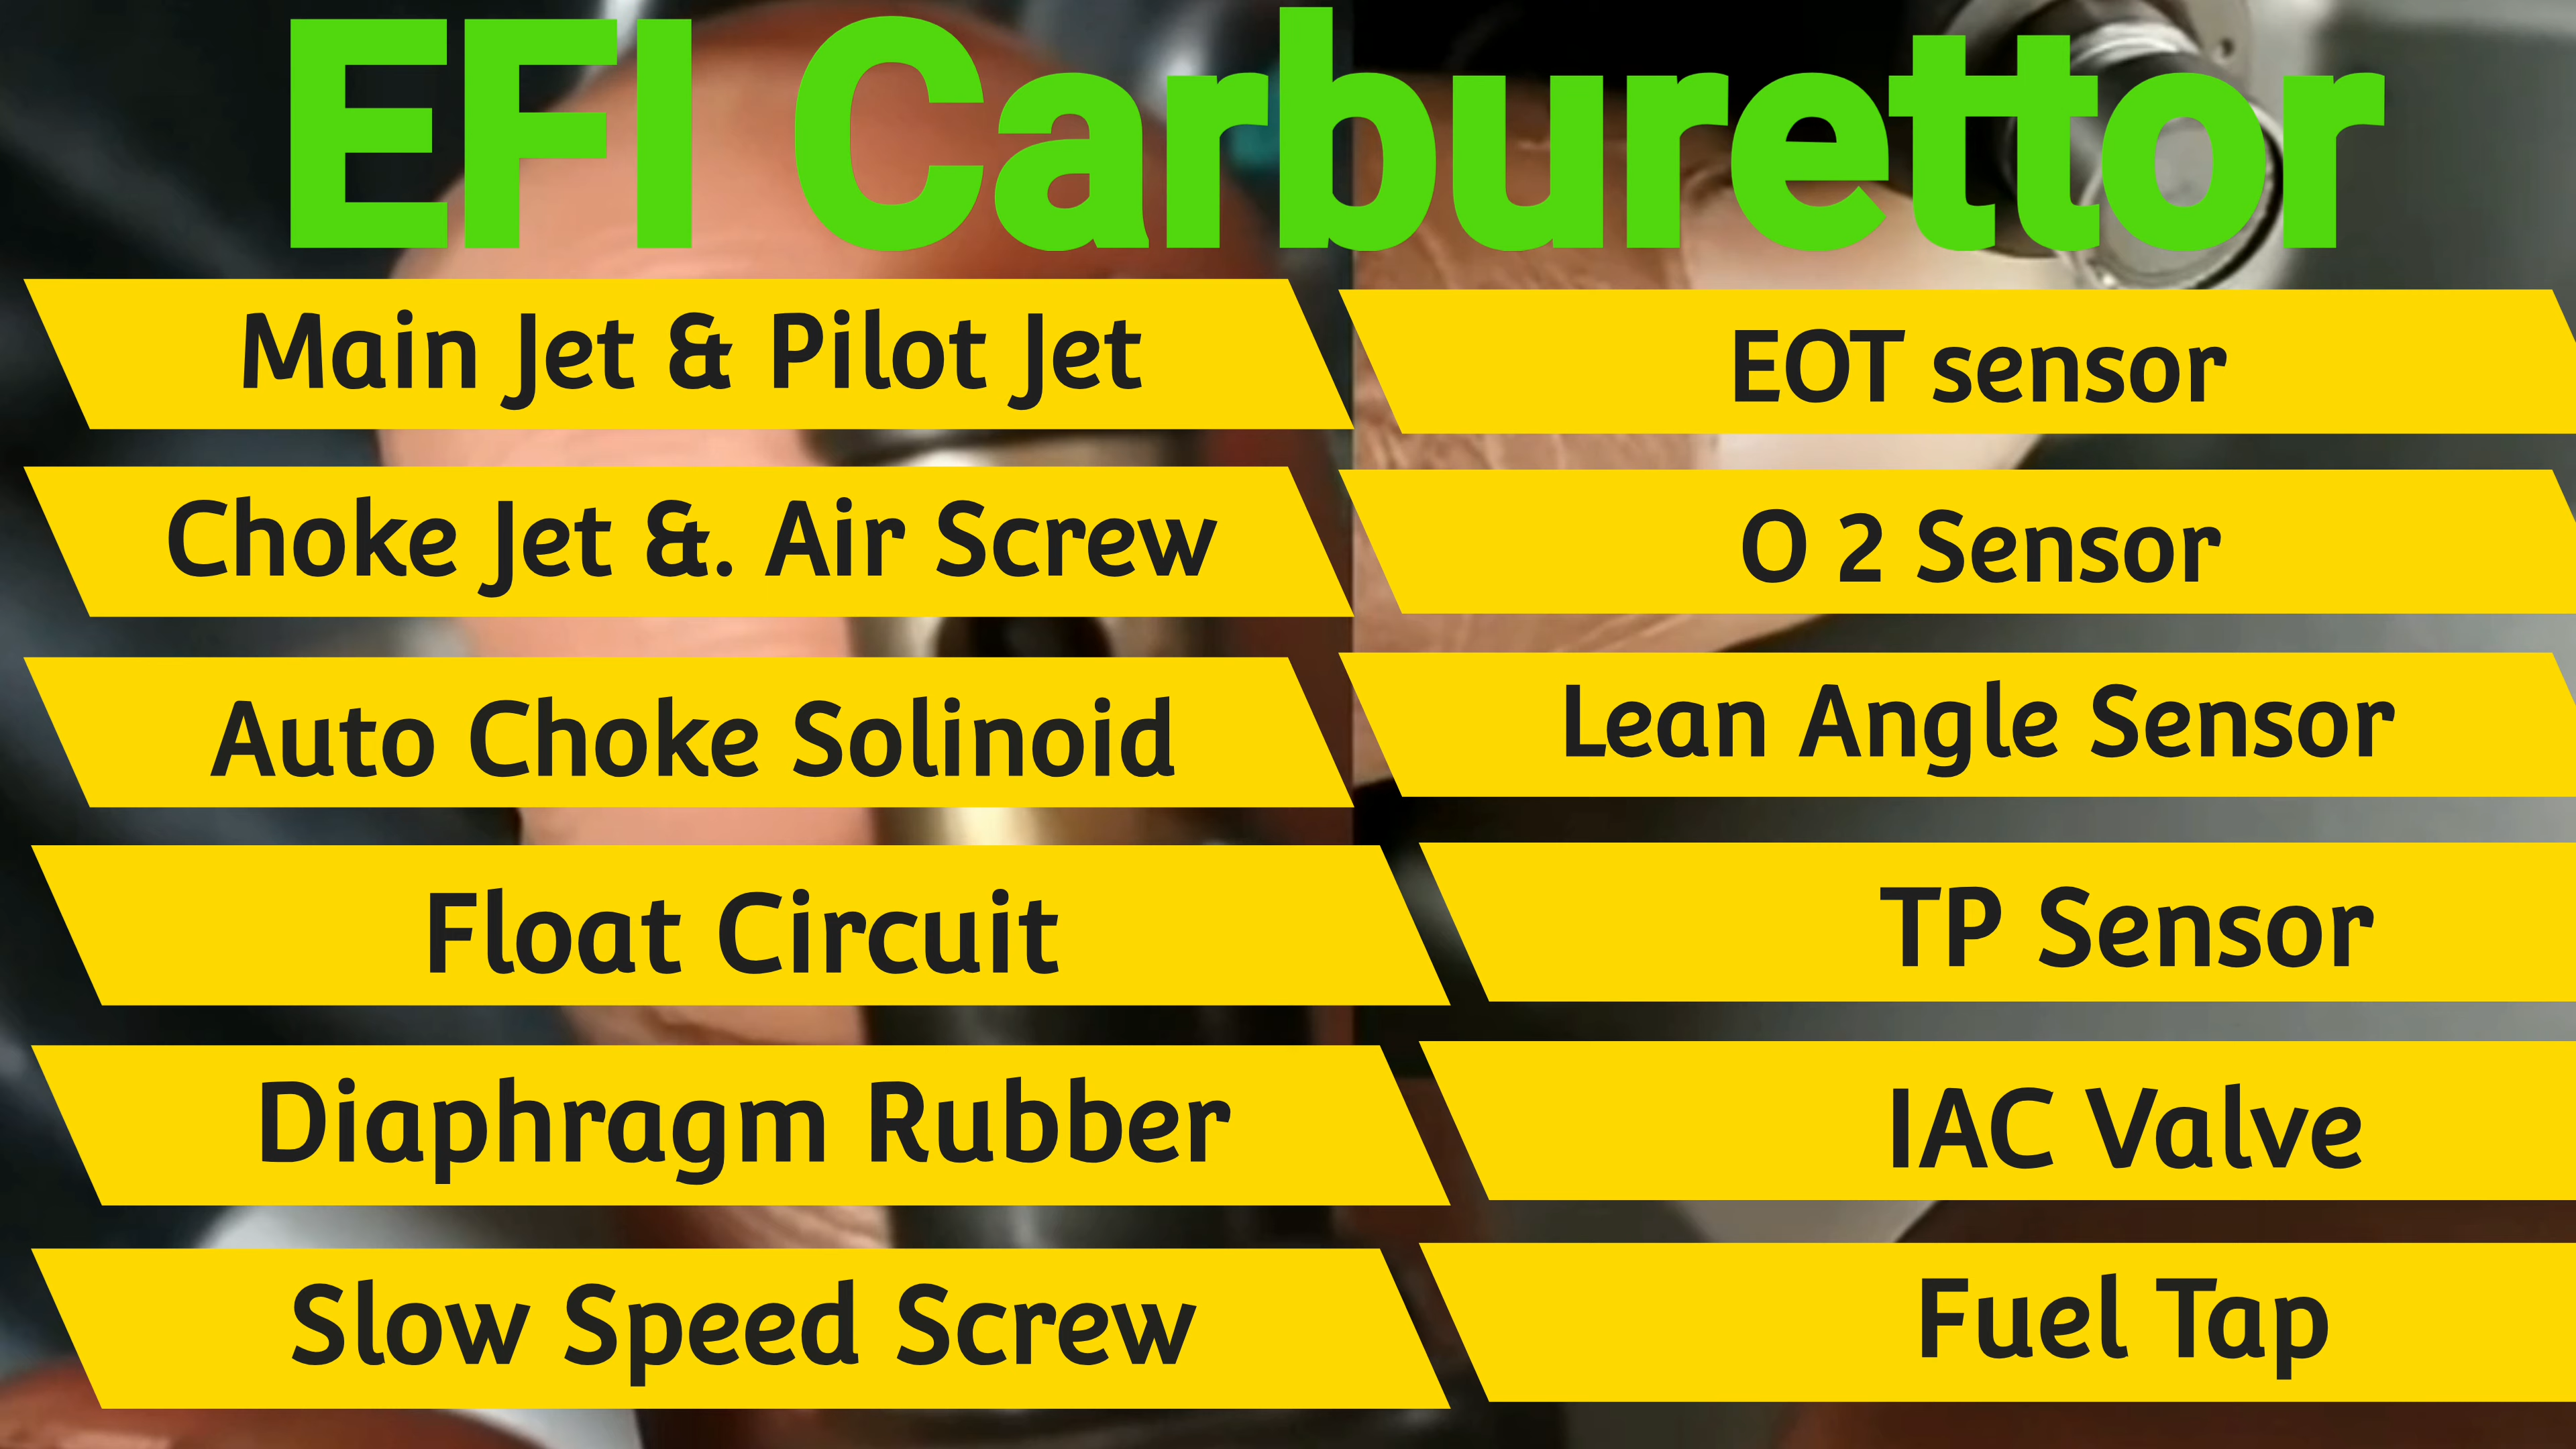 EFI Carburettor
Main Jet & Pilot Jet
Choke Jet &. Air Screw
Auto Choke Solinoid
Float Circuit
Diaphragm Rubber
Slow Speed Screw
EOT sensor
O 2 Sensor
Lean Angle Sensor
TP Sensor
IAC Valve
Fuel Tap